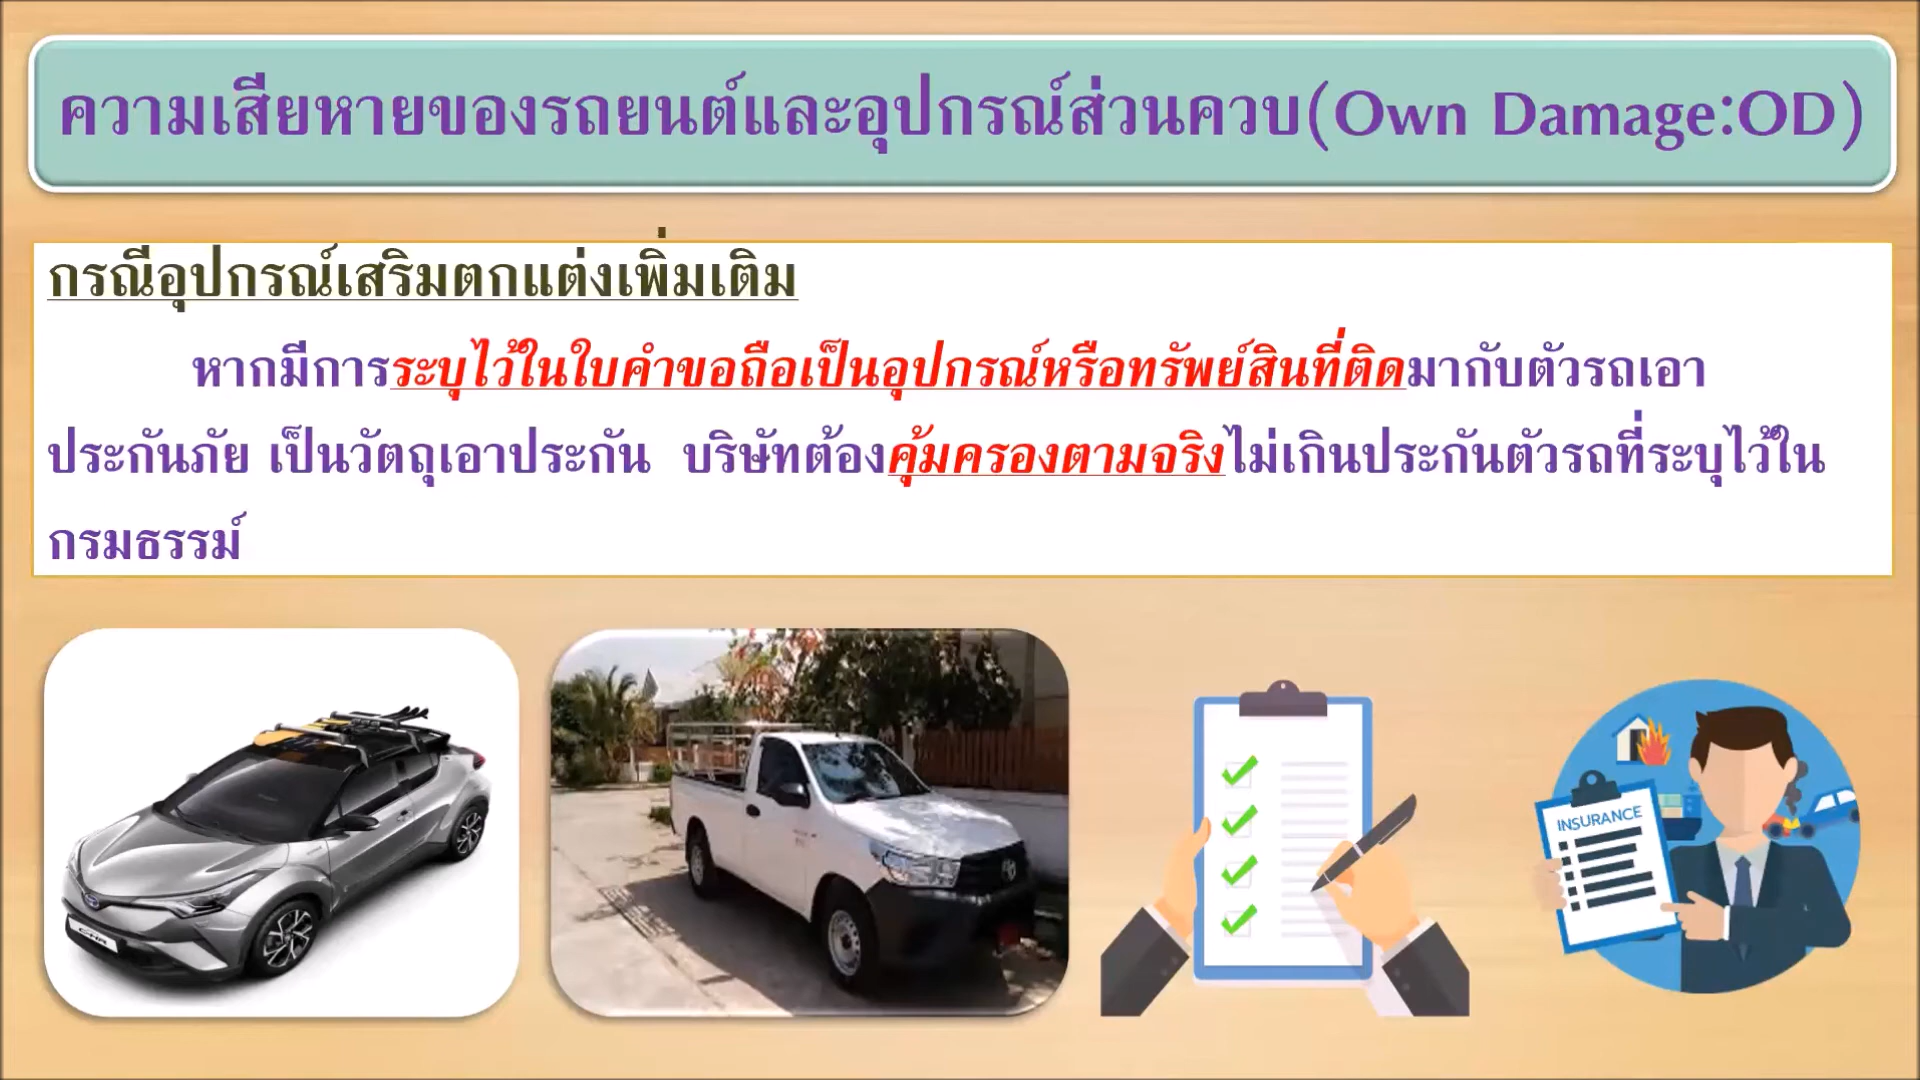 ความเสียหายของรถยนต์และอุปกรณ์ส่วนควบ(Own Damage:OD)
กรณีอุปกรณ์เสริมตกแต่งเพิ่มเติม
หากมีการระบุไว้ในใบคำขอถือเป็นอุปกรณ์หรือทรัพย์สินที่ติดมากับตัวรถเอา
ประกันภัย เป็นวัตถุเอาประกัน บริษัทต้องคุ้มครองตามจริงไม่เกินประกันตัวรถที่ระบุไว้ใน
กรมธรรม์
C-HR
INSURANCE